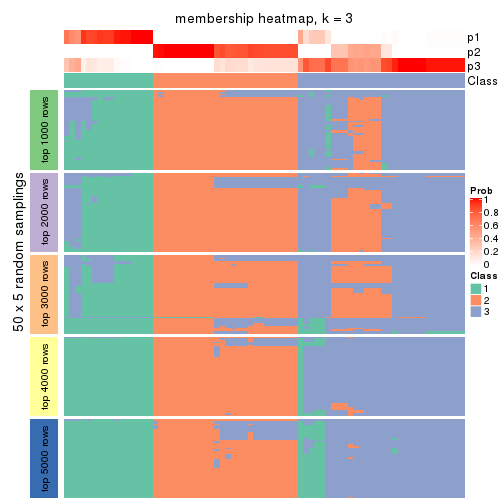 membership heatmap, k = 3
p1
p2
p3
Class
50 x 5 random samplings
top 1000 rows
top 2000 rows
top 3000 rows
top 4000 rows
top 5000 rows
Prob
1
0.8
0.6
0.4
0.2
0
Class
1
2
3